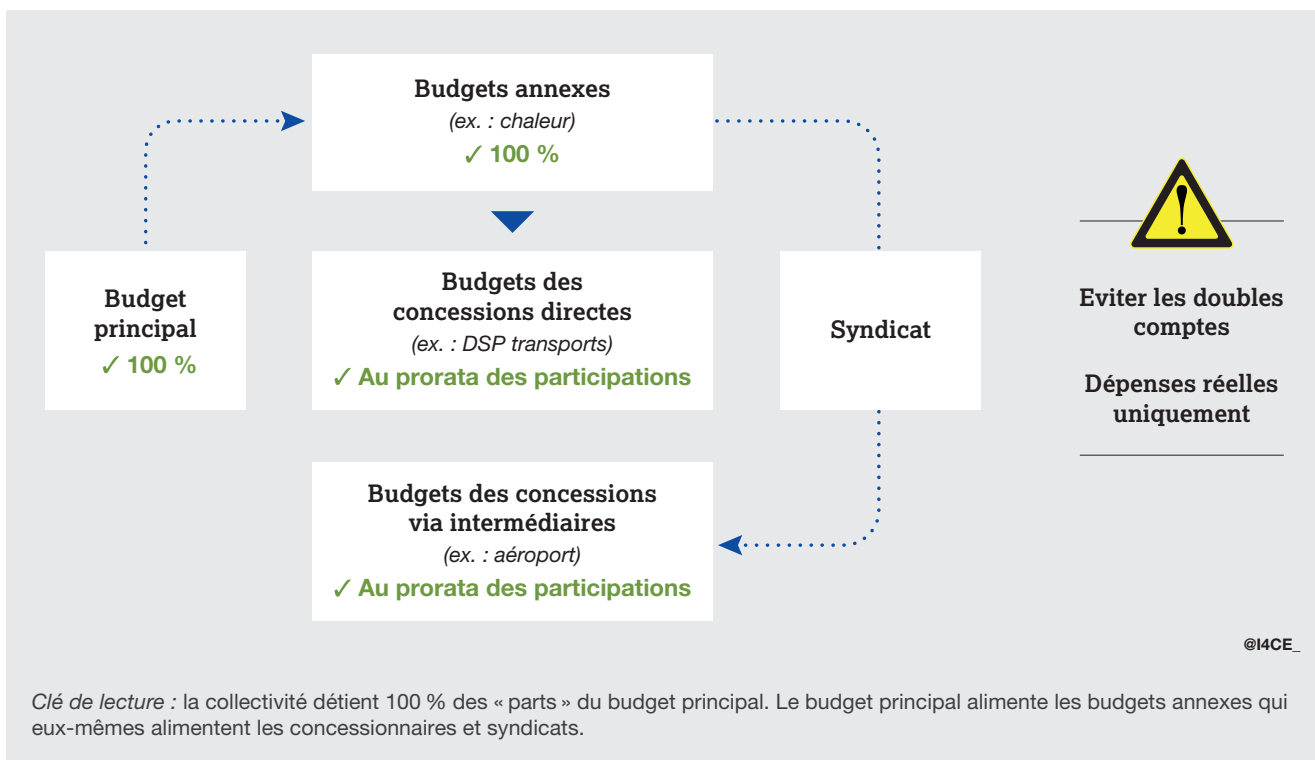 Budgets annexes
(ex. : chaleur)
✓ 100 %
Budget
principal
✓ 100 %
Budgets des
concessions directes
(ex. : DSP transports)
✓ Au prorata des participations
Syndicat
Budgets des concessions
via intermédiaires
(ex. : aéroport)
✓ Au prorata des participations
!
Eviter les doubles
comptes
Dépenses réelles
uniquement
@I4CE_
Clé de lecture : la collectivité détient 100 % des « parts » du budget principal. Le budget principal alimente les budgets annexes qui
eux-mêmes alimentent les concessionnaires et syndicats.